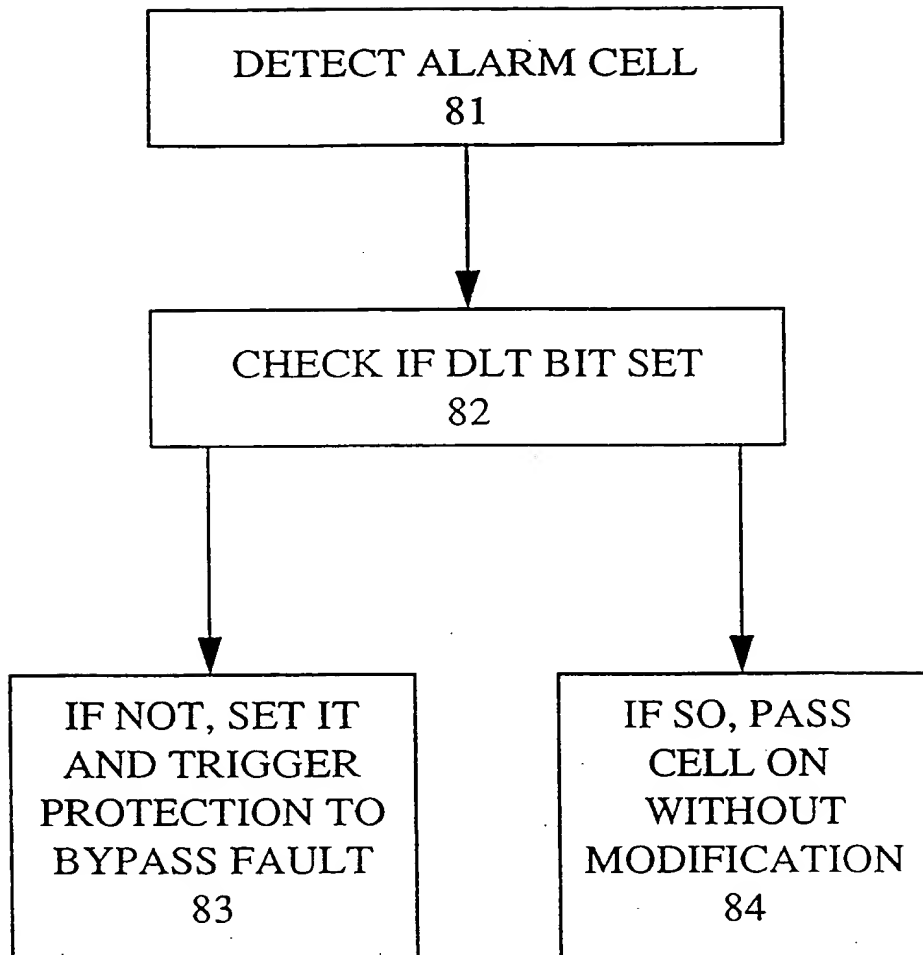 DETECT ALARM CELL
81
CHECK IF DLT BIT SET
82
IF NOT, SET IT
AND TRIGGER
PROTECTION TO
BYPASS FAULT
83
IF SO, PASS
CELL ON
WITHOUT
MODIFICATION
84